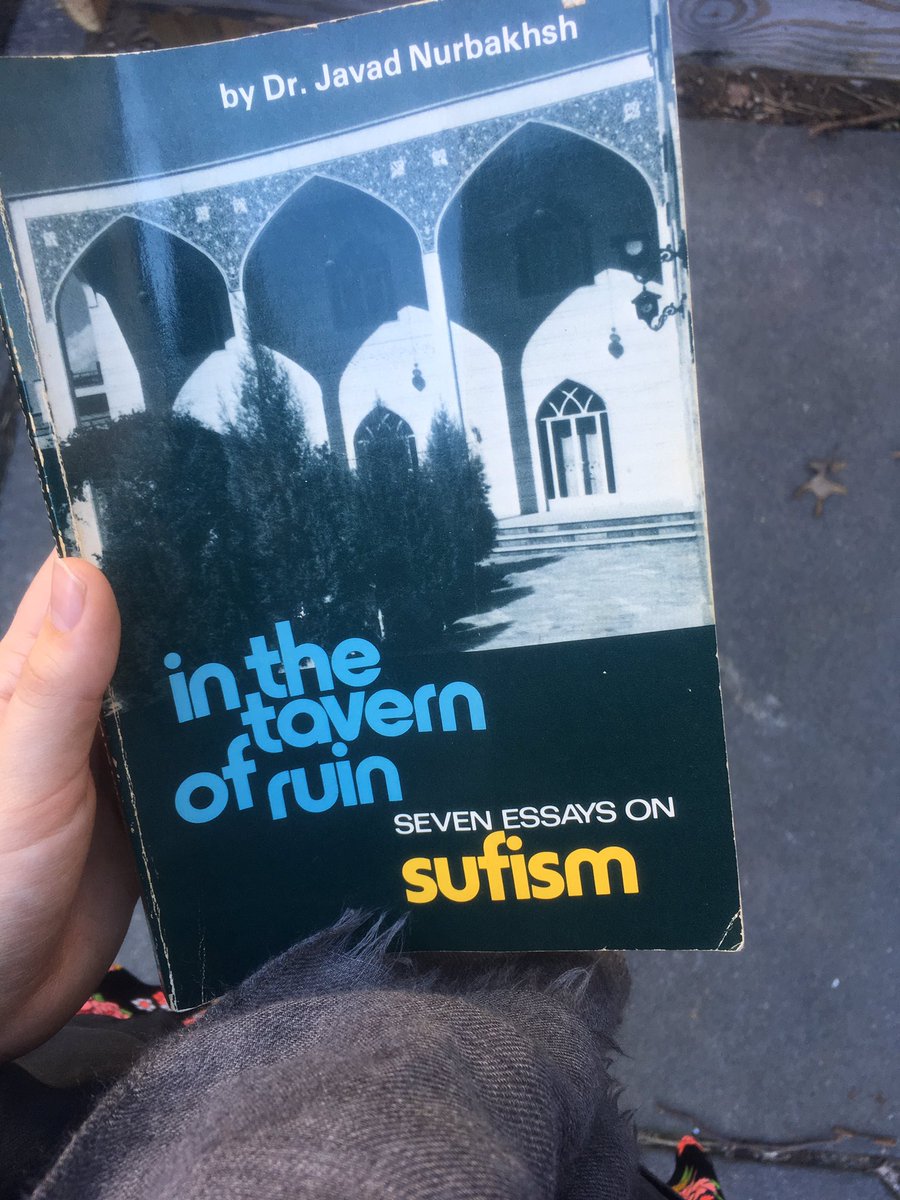 by Dr. Javad Nurbakhsh
in the
tavern
of ruin
SEVEN ESSAYS ON
sufism